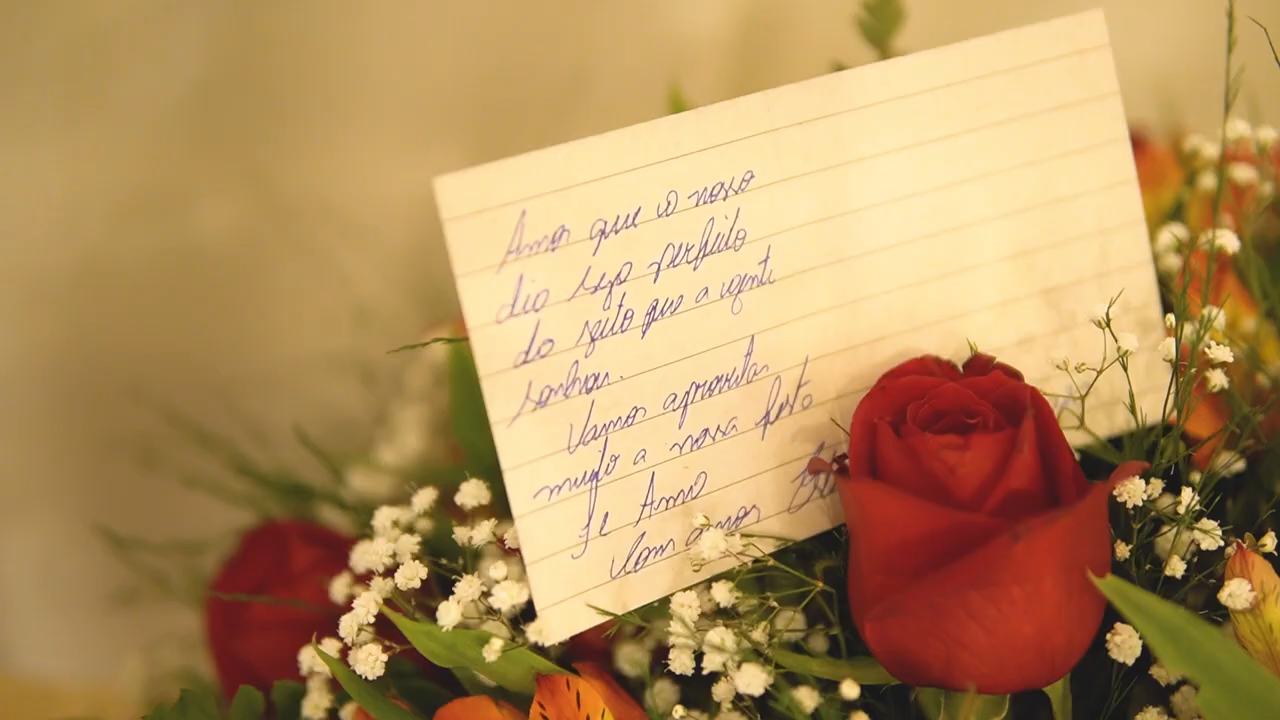 Amor que o nosso
dia seja perfeito
do jeito que a gente
sonhou.
Vamos aproveitar
muito a nossa festa
Te Amo
Com amor